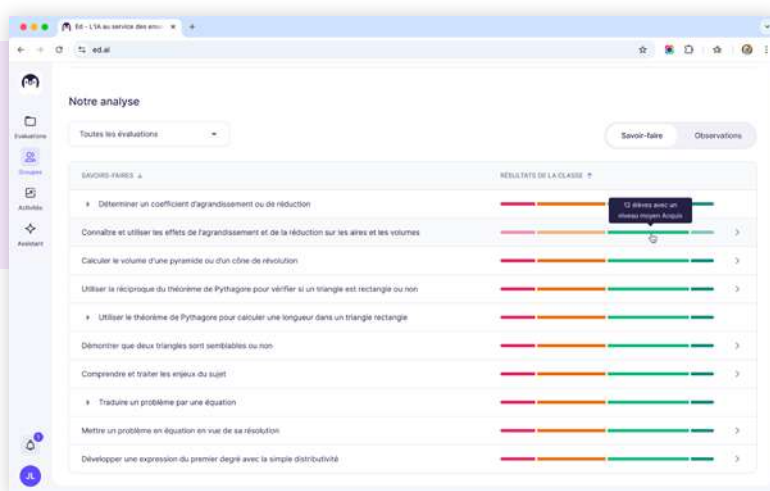 Ed - L'IA au service des ens
ed.ai
Notre analyse
Évaluations
Groupes
Activités
Assistant
Toutes les évaluations
Savoir-faire
Observations
SAVOIRS-FAIRES
RÉSULTATS DE LA CLASSE
Déterminer un coefficient d'agrandissement ou de réduction
12 élèves avec un
niveau moyen Acquis
Connaître et utiliser les effets de l'agrandissement et de la réduction sur les aires et les volumes
Calculer le volume d'une pyramide ou d'un cône de révolution
Utiliser la réciproque du théorème de Pythagore pour vérifier si un triangle est rectangle ou non
Utiliser le théorème de Pythagore pour calculer une longueur dans un triangle rectangle
Démontrer que deux triangles sont semblables ou non
Comprendre et traiter les enjeux du sujet
Traduire un problème par une équation
Mettre un problème en équation en vue de sa résolution
Développer une expression du premier degré avec la simple distributivité
JL